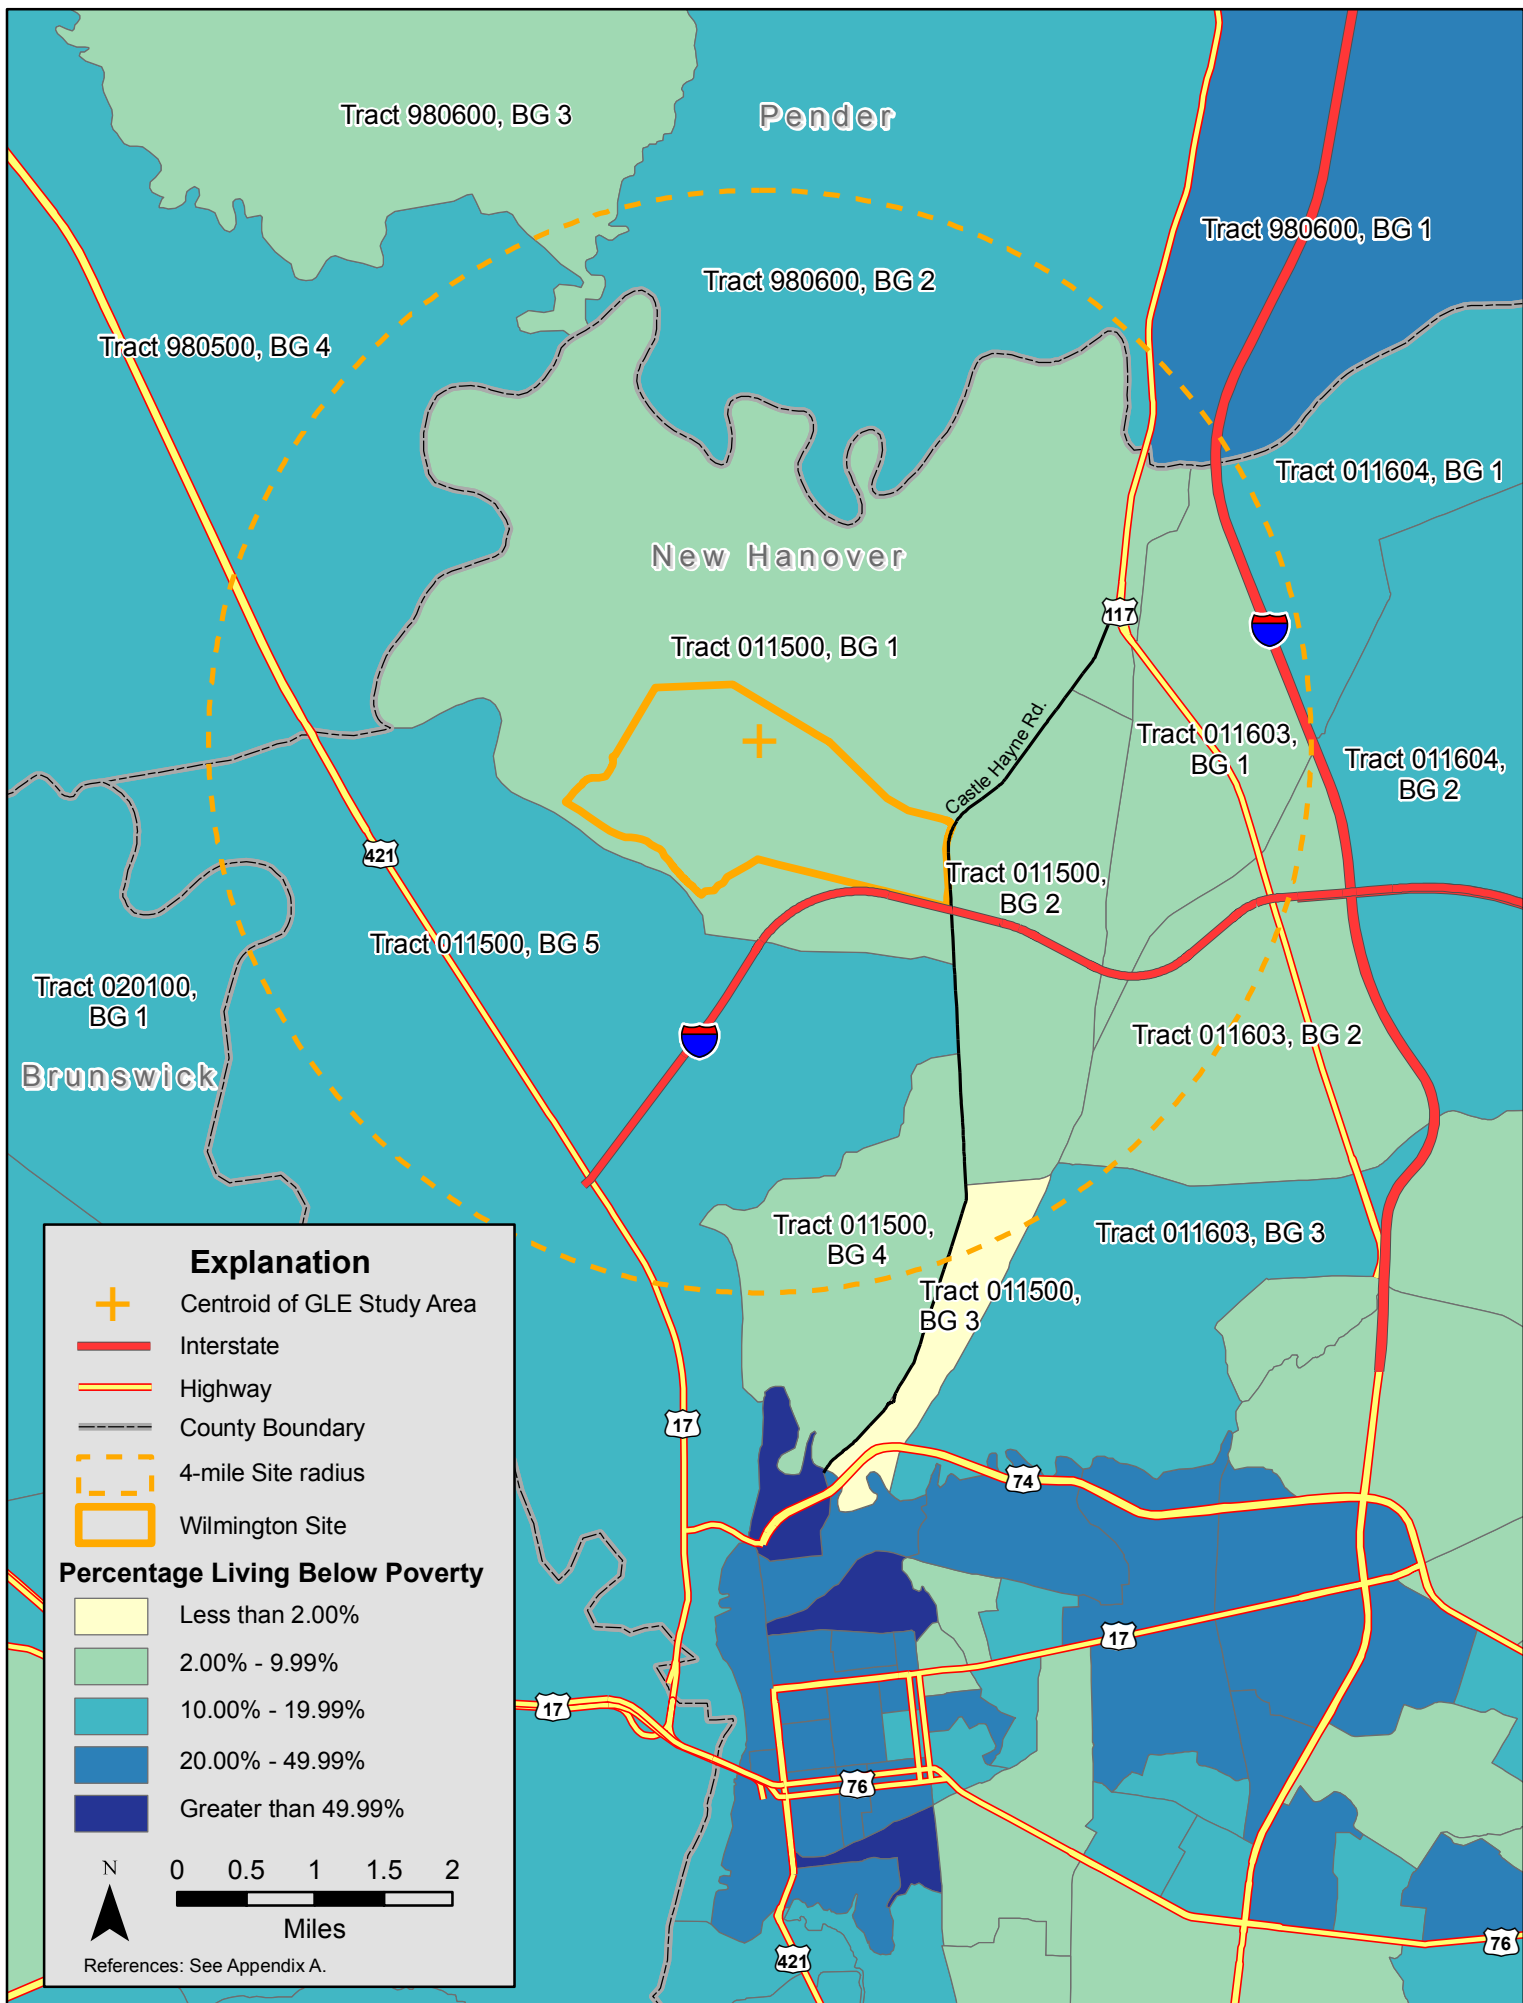 Tract 980600, BG 3
Pender
Tract 980600, BG 1
Tract 980600, BG 2
Tract 980500, BG 4
Tract 011604, BG 1
New Hanover
117
Tract 011500, BG 1
Castle Hayne Rd.
Tract 011603,
BG 1
Tract 011604,
BG 2
421
Tract 011500,
BG 2
Tract 011500, BG 5
Tract 020100,
BG 1
Tract 011603, BG 2
Brunswick
Tract 011500,
BG 4
Tract 011603, BG 3
Tract 011500,
BG 3
17
74
17
17
76
76
421
Explanation
Centroid of GLE Study Area
Interstate
Highway
County Boundary
4-mile Site radius
Wilmington Site
Percentage Living Below Poverty
Less than 2.00%
2.00% - 9.99%
10.00% - 19.99%
20.00% - 49.99%
Greater than 49.99%
N
0 0.5 1 1.5 2
Miles
References: See Appendix A.